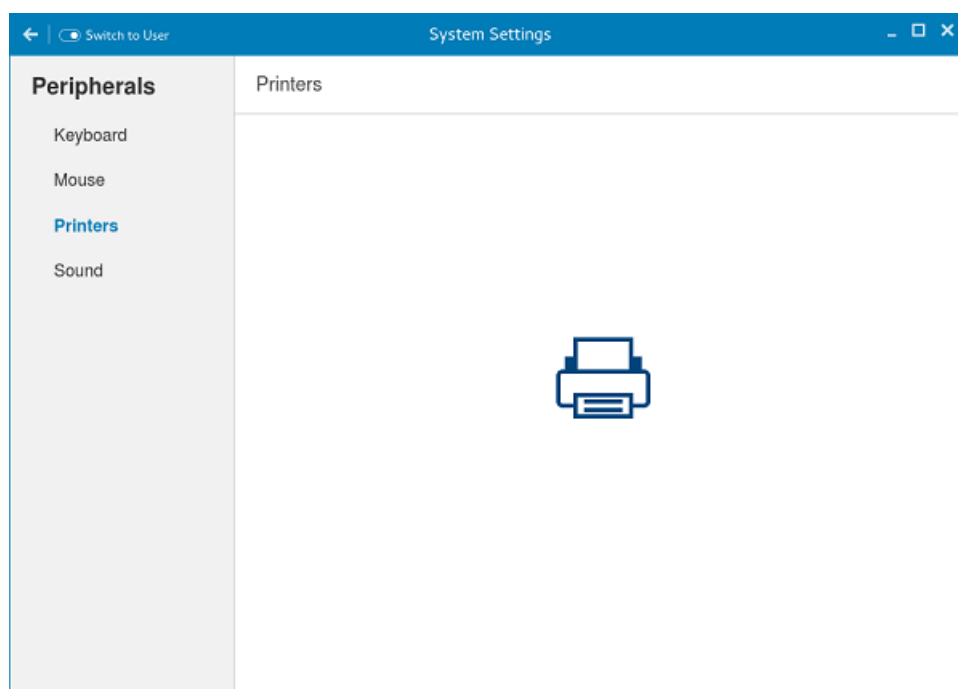 Switch to User
System Settings
Peripherals
Printers
Keyboard
Mouse
Printers
Sound